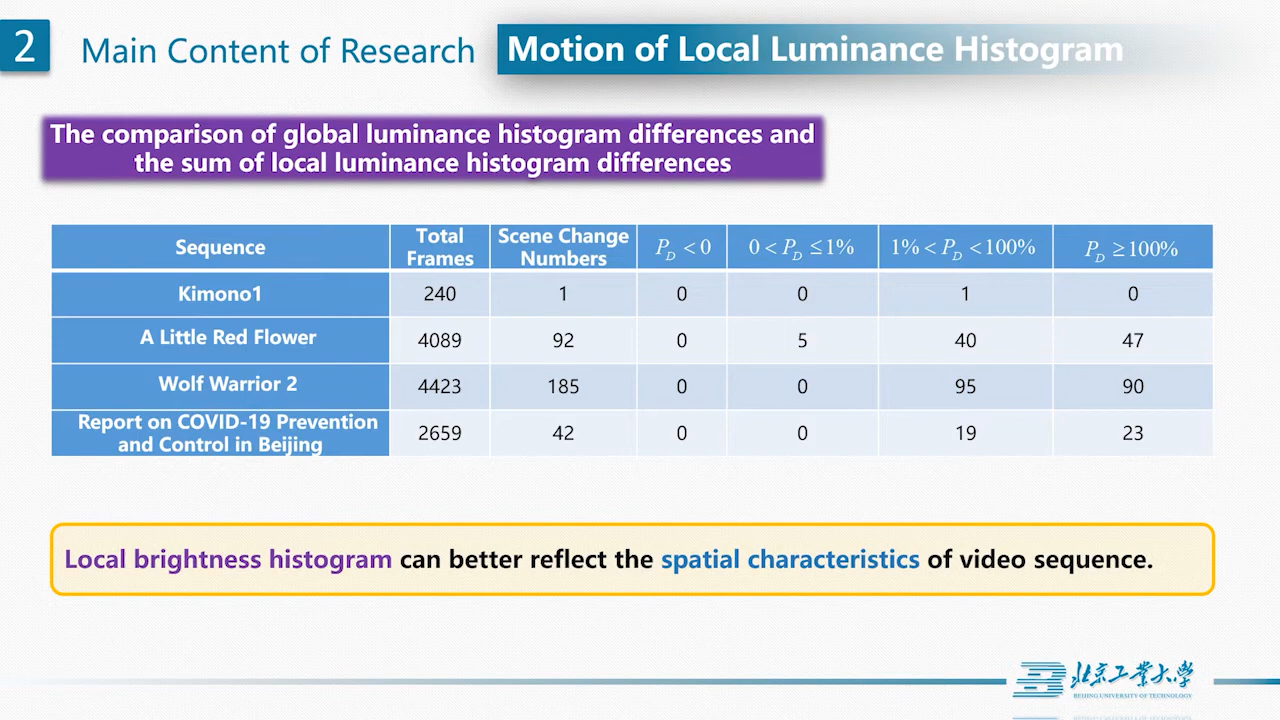 2
Main Content of Research
Motion of Local Luminance Histogram
The comparison of global luminance histogram differences and
the sum of local luminance histogram differences
Sequence Total Frames Scene Change Numbers P_D < 0 0 < P_D ≤ 1% 1% < P_D < 100% P_D ≥ 100%
Kimono1 240 1 0 0 1 0
A Little Red Flower 4089 92 0 5 40 47
Wolf Warrior 2 4423 185 0 0 95 90
Report on COVID-19 Prevention and Control in Beijing 2659 42 0 0 19 23
Local brightness histogram can better reflect the spatial characteristics of video sequence.
北京工业大学
BEIJING UNIVERSITY OF TECHNOLOGY